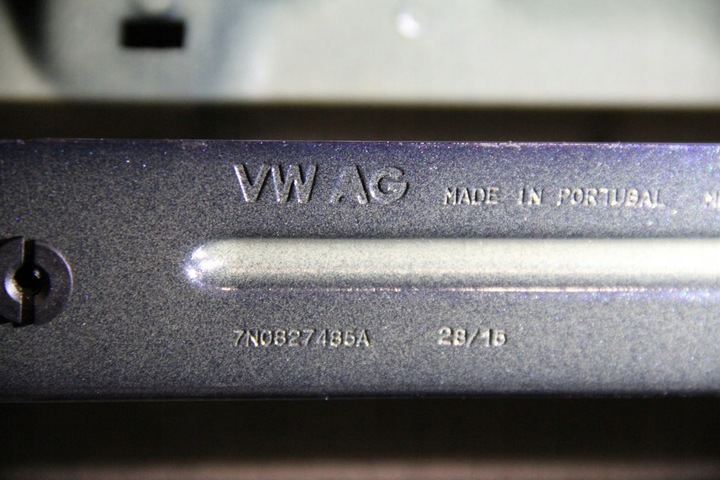 VW AG MADE IN PORTUGAL
7N0827485A 28/15